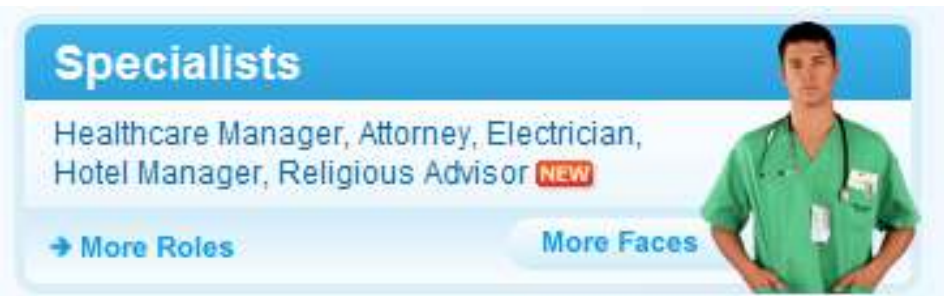 Specialists
Healthcare Manager, Attorney, Electrician,
Hotel Manager, Religious Advisor NEW
→ More Roles
More Faces